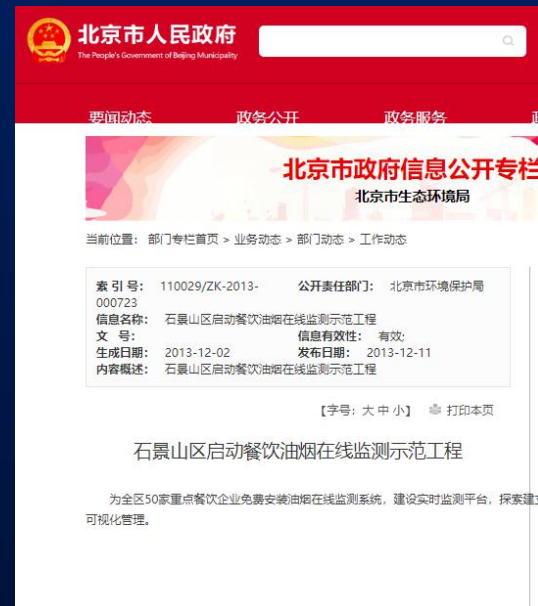 北京市人民政府
The People's Government of Beijing Municipality
要闻动态 政务公开 政务服务
北京市政府信息公开专栏
北京市生态环境局
当前位置: 部门专栏首页 > 业务动态 > 部门动态 > 工作动态
索 引 号: 110029/ZK-2013- 公开责任部门: 北京市环境保护局
000723
信息名称: 石景山区启动餐饮油烟在线监测示范工程
文 号: 信息有效性: 有效;
生成日期: 2013-12-02 发布日期: 2013-12-11
内容概述: 石景山区启动餐饮油烟在线监测示范工程
【字号: 大 中 小】 打印本页
石景山区启动餐饮油烟在线监测示范工程
为全区50家重点餐饮企业免费安装油烟在线监测系统, 建设实时监测平台, 探索建
可视化管理。